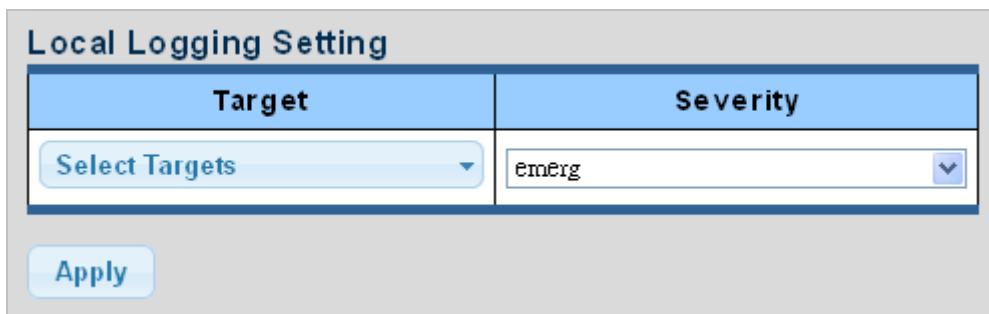 Local Logging Setting
Target Severity
Select Targets emerg
Apply